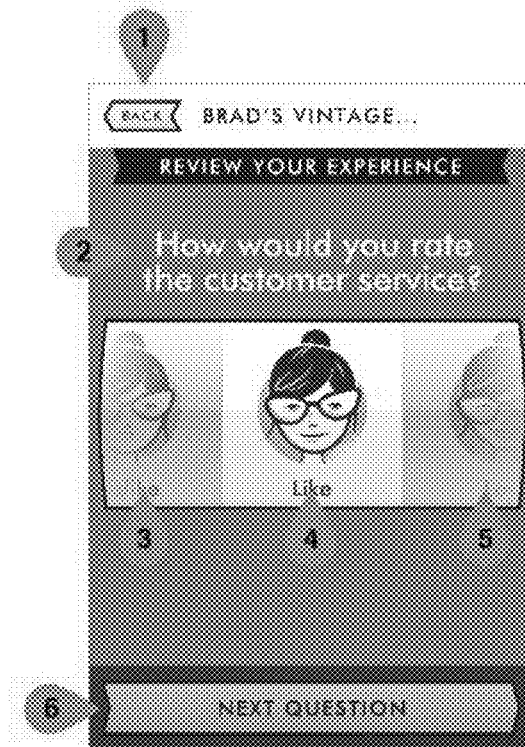 1
BACK BRAD'S VINTAGE...
REVIEW YOUR EXPERIENCE
2
How would you rate
the customer service?
Like
3 4 5
6
NEXT QUESTION